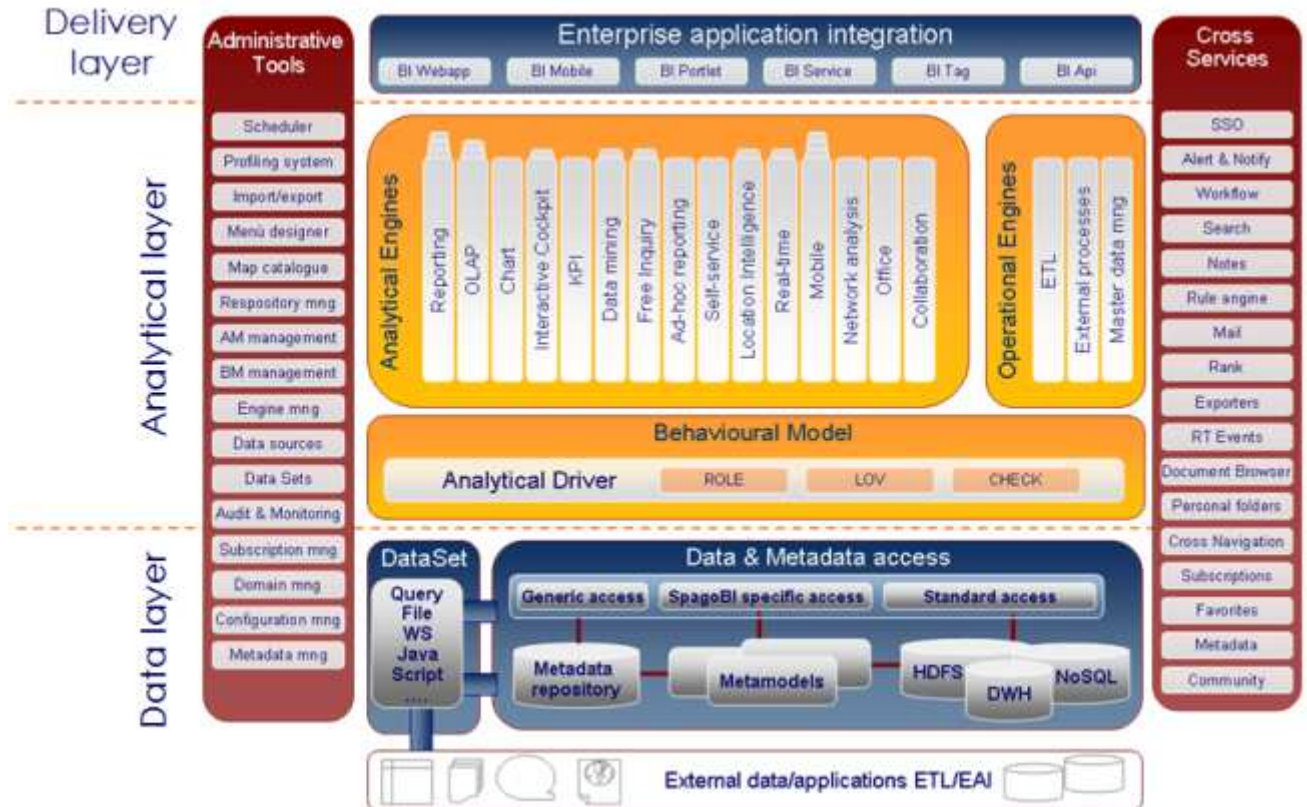 Delivery
layer
Analytical layer
Data layer
Administrative
Tools
Scheduler
Profiling system
Import/export
Menù designer
Map catalogue
Respository mng
AM management
BM management
Engine mng
Data sources
Data Sets
Audit & Monitoring
Subscription mng
Domain mng
Configuration mng
Metadata mng
Enterprise application integration
BI Webapp
BI Mobile
BI Portlet
BI Service
BI Tag
BI Api
Analytical Engines
Reporting
OLAP
Chart
Interactive Cockpit
KPI
Data mining
Free Inquiry
Ad-hoc reporting
Self-service
Location Intelligence
Real-time
Mobile
Network analysis
Office
Collaboration
Operational Engines
ETL
External processes
Master data mng
Behavioural Model
Analytical Driver
ROLE
LOV
CHECK
DataSet
Query
File
WS
Java
Script
....
Data & Metadata access
Generic access
SpagoBI specific access
Standard access
Metadata
repository
Metamodels
HDFS
DWH
NoSQL
External data/applications ETL/EAI
Cross
Services
SSO
Alert & Notify
Workflow
Search
Notes
Rule angine
Mail
Rank
Exporters
RT Events
Document Browser
Personal folders
Cross Navigation
Subscriptions
Favorites
Metadata
Community